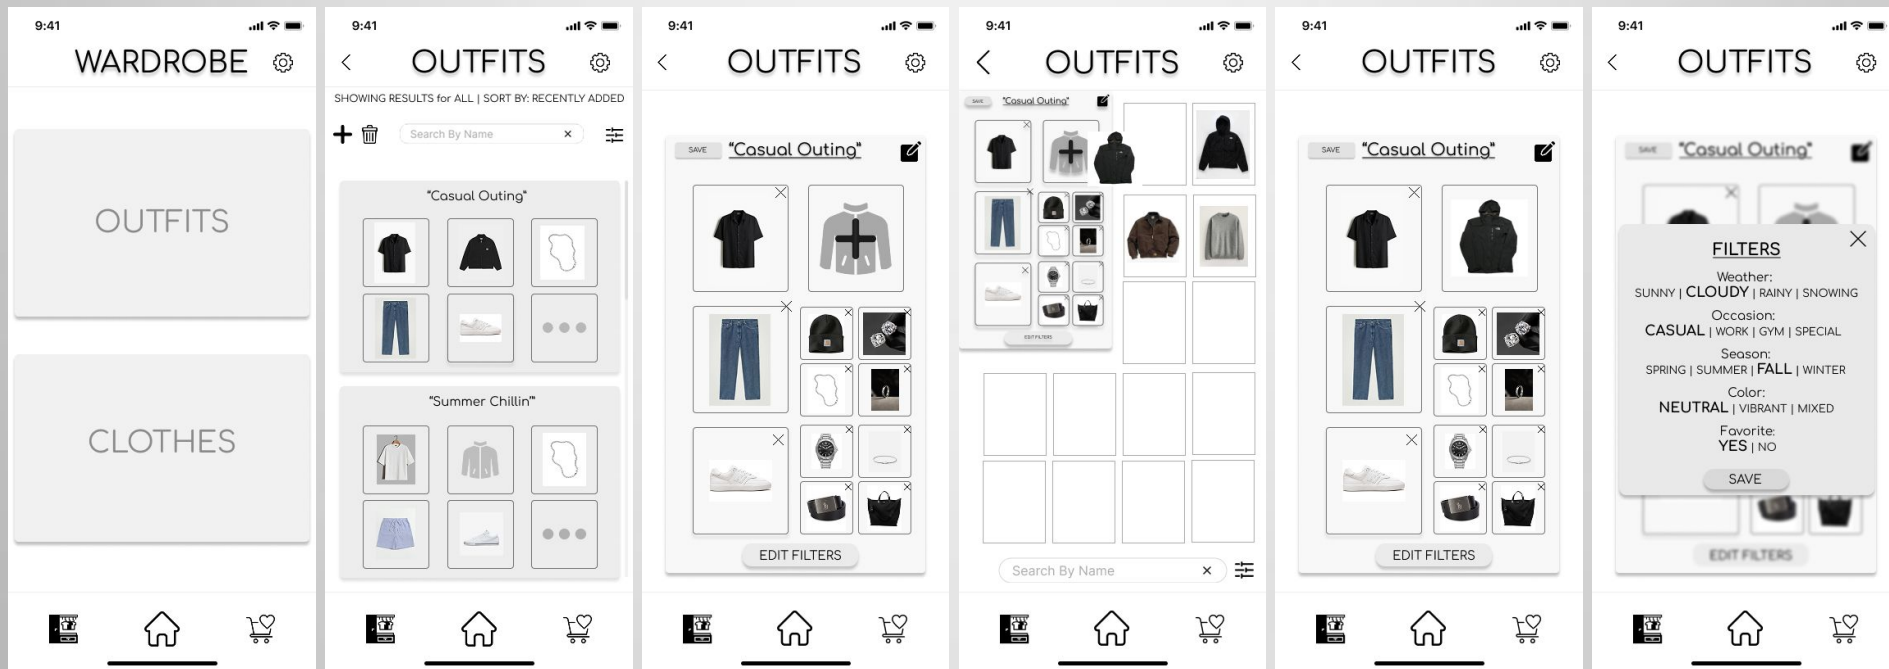 9:41
WARDROBE
OUTFITS
CLOTHES
9:41
OUTFITS
SHOWING RESULTS for ALL | SORT BY: RECENTLY ADDED
Search By Name
"Casual Outing"
"Summer Chillin'"
9:41
OUTFITS
SAVE
"Casual Outing"
EDIT FILTERS
9:41
OUTFITS
SAVE
"Casual Outing"
EDIT FILTERS
Search By Name
9:41
OUTFITS
SAVE
"Casual Outing"
EDIT FILTERS
9:41
OUTFITS
SAVE
"Casual Outing"
FILTERS
Weather:
SUNNY | CLOUDY | RAINY | SNOWING
Occasion:
CASUAL | WORK | GYM | SPECIAL
Season:
SPRING | SUMMER | FALL | WINTER
Color:
NEUTRAL | VIBRANT | MIXED
Favorite:
YES | NO
SAVE
EDIT FILTERS